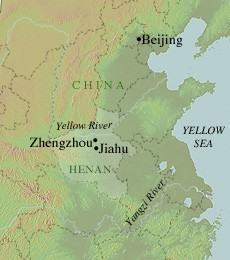 Beijing
CHINA
Yellow River
YELLOW
SEA
Zhengzhou
Jiahu
HENAN
Yangzi River